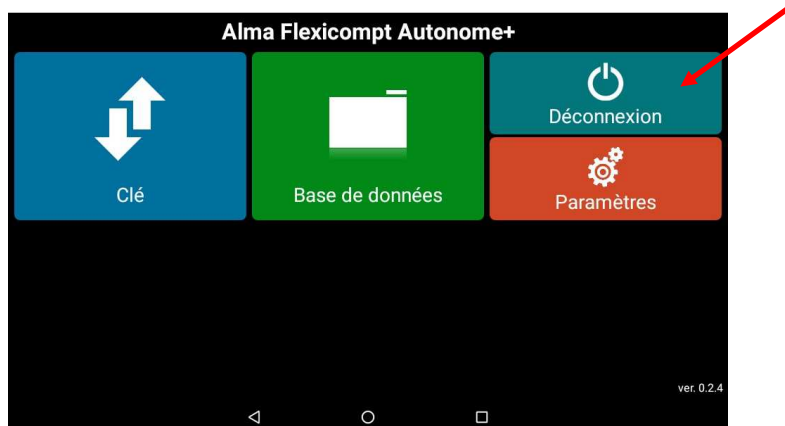 Alma Flexicompt Autonome+
Clé
Base de données
Déconnexion
Paramètres
ver. 0.2.4